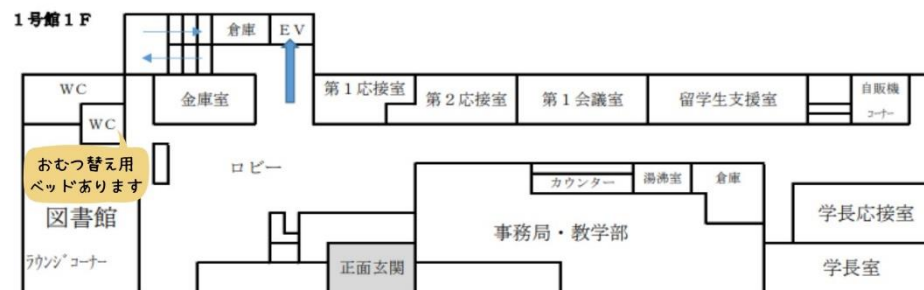 1号館1F
倉庫
EV
WC
金庫室
第1応接室
第2応接室
第1会議室
留学生支援室
自販機
コーナー
WC
おむつ替え用
ベッドあります
ロビー
カウンター
湯沸室
倉庫
図書館
事務局・教学部
学長応接室
ラウンジコーナー
正面玄関
学長室